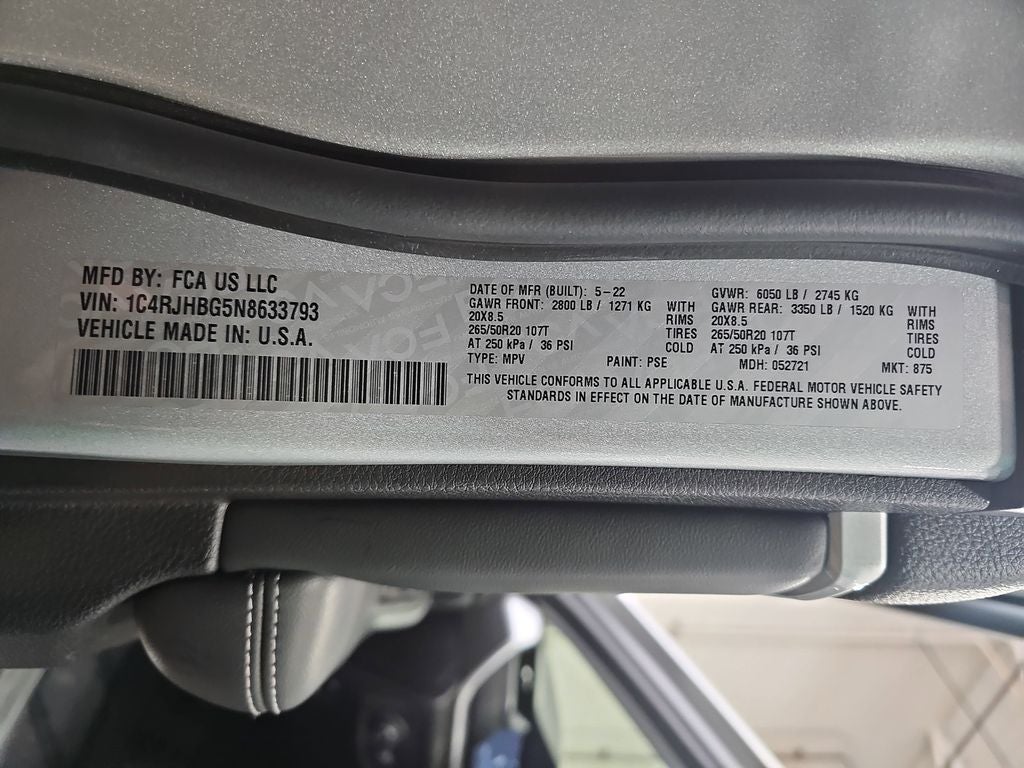 MFD BY: FCA US LLC
VIN: 1C4RJHBG5N8633793
VEHICLE MADE IN: U.S.A.
DATE OF MFR (BUILT): 5-22
GAWR FRONT: 2800 LB / 1271 KG WITH
20X8.5 RIMS
265/50R20 107T TIRES
AT 250 kPa / 36 PSI COLD
TYPE: MPV PAINT: PSE
GVWR: 6050 LB / 2745 KG
GAWR REAR: 3350 LB / 1520 KG WITH
20X8.5 RIMS
265/50R20 107T TIRES
AT 250 kPa / 36 PSI COLD
MDH: 052721 MKT: 875
THIS VEHICLE CONFORMS TO ALL APPLICABLE U.S.A. FEDERAL MOTOR VEHICLE SAFETY
STANDARDS IN EFFECT ON THE DATE OF MANUFACTURE SHOWN ABOVE.